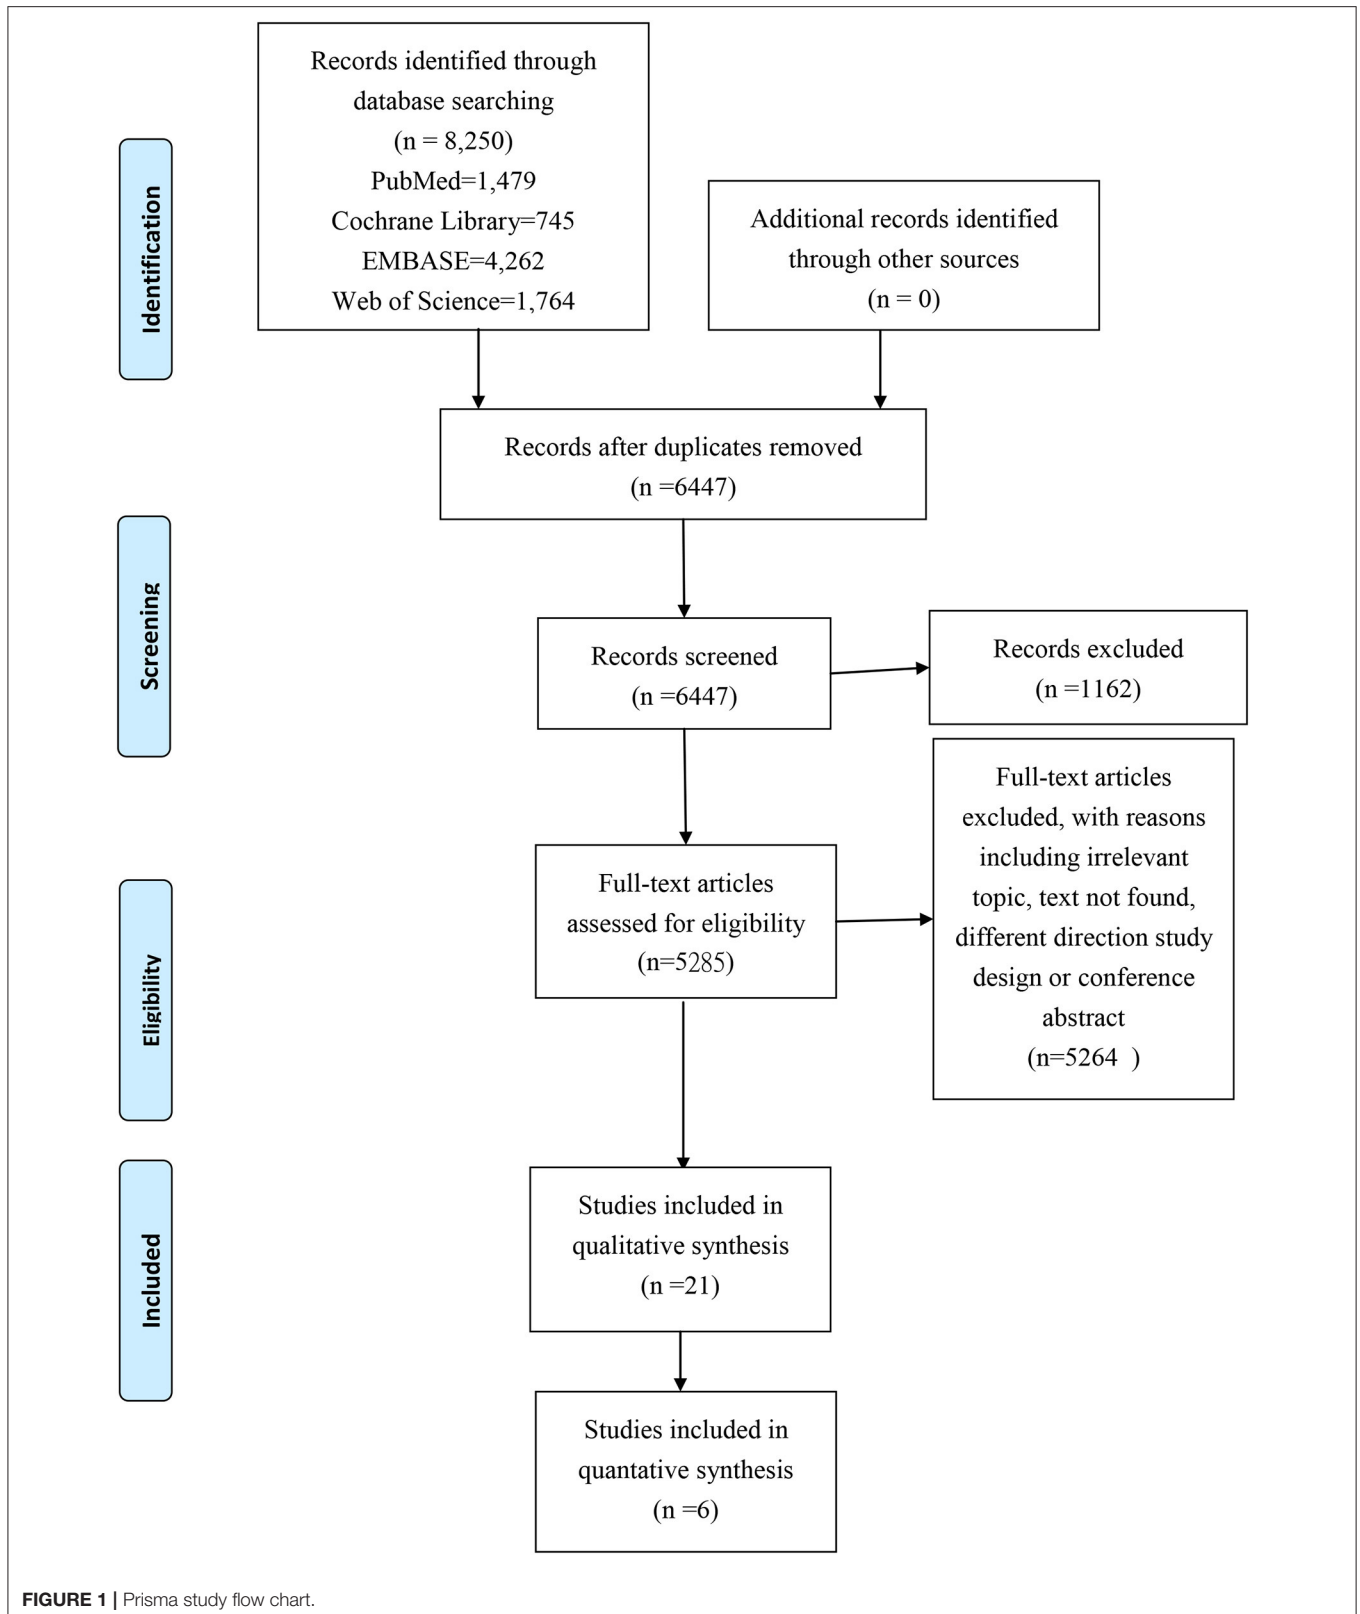 Identification
Records identified through
database searching
(n = 8,250)
PubMed=1,479
Cochrane Library=745
EMBASE=4,262
Web of Science=1,764
Additional records identified
through other sources
(n = 0)
Records after duplicates removed
(n =6447)
Screening
Records screened
(n =6447)
Records excluded
(n =1162)
Eligibility
Full-text articles
assessed for eligibility
(n=5285)
Full-text articles
excluded, with reasons
including irrelevant
topic, text not found,
different direction study
design or conference
abstract
(n=5264  )
Included
Studies included in
qualitative synthesis
(n =21)
Studies included in
quantative synthesis
(n =6)
FIGURE 1 | Prisma study flow chart.